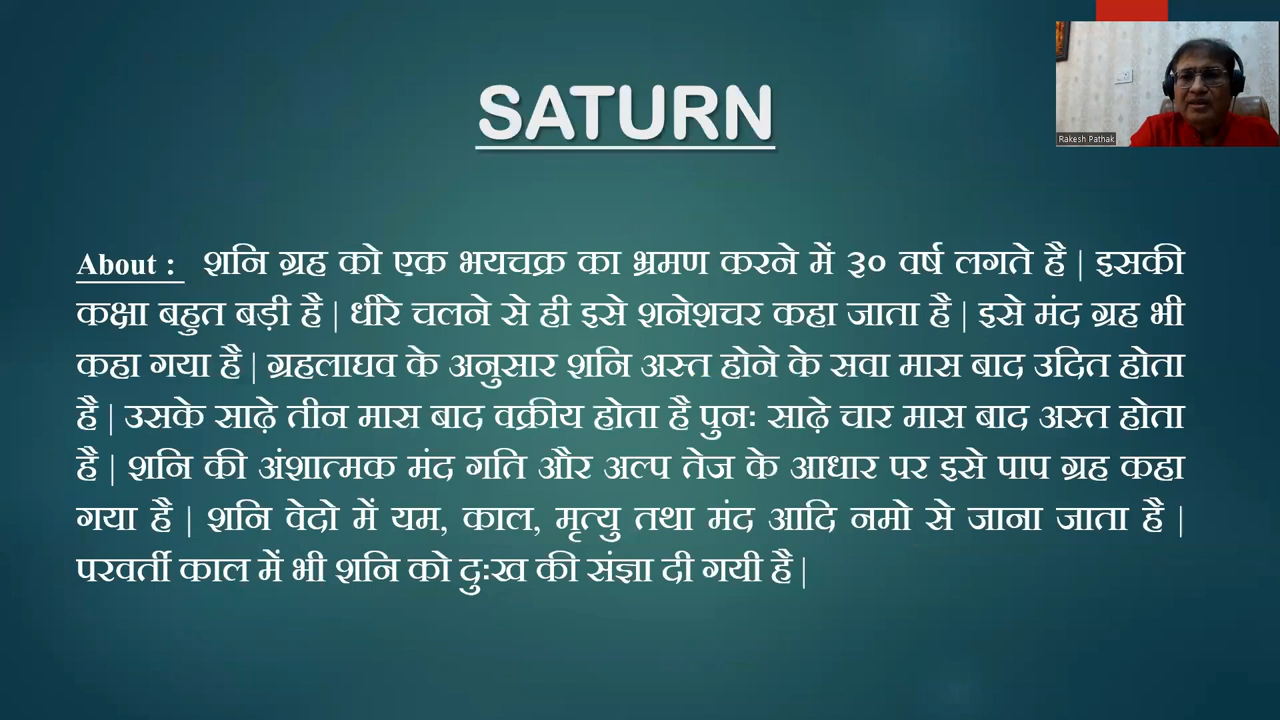 SATURN
Rakesh Pathak
About : शनि ग्रह को एक भयचक्र का भ्रमण करने में ३० वर्ष लगते है | इसकी
कक्षा बहुत बड़ी है | धीरे चलने से ही इसे शनेशचर कहा जाता है | इसे मंद ग्रह भी
कहा गया है | ग्रहलाघव के अनुसार शनि अस्त होने के सवा मास बाद उदित होता
है | उसके साढ़े तीन मास बाद वक्रीय होता है पुनः साढ़े चार मास बाद अस्त होता
है | शनि की अंशात्मक मंद गति और अल्प तेज के आधार पर इसे पाप ग्रह कहा
गया है | शनि वेदो में यम, काल, मृत्यु तथा मंद आदि नमो से जाना जाता है |
परवर्ती काल में भी शनि को दुःख की संज्ञा दी गयी है |